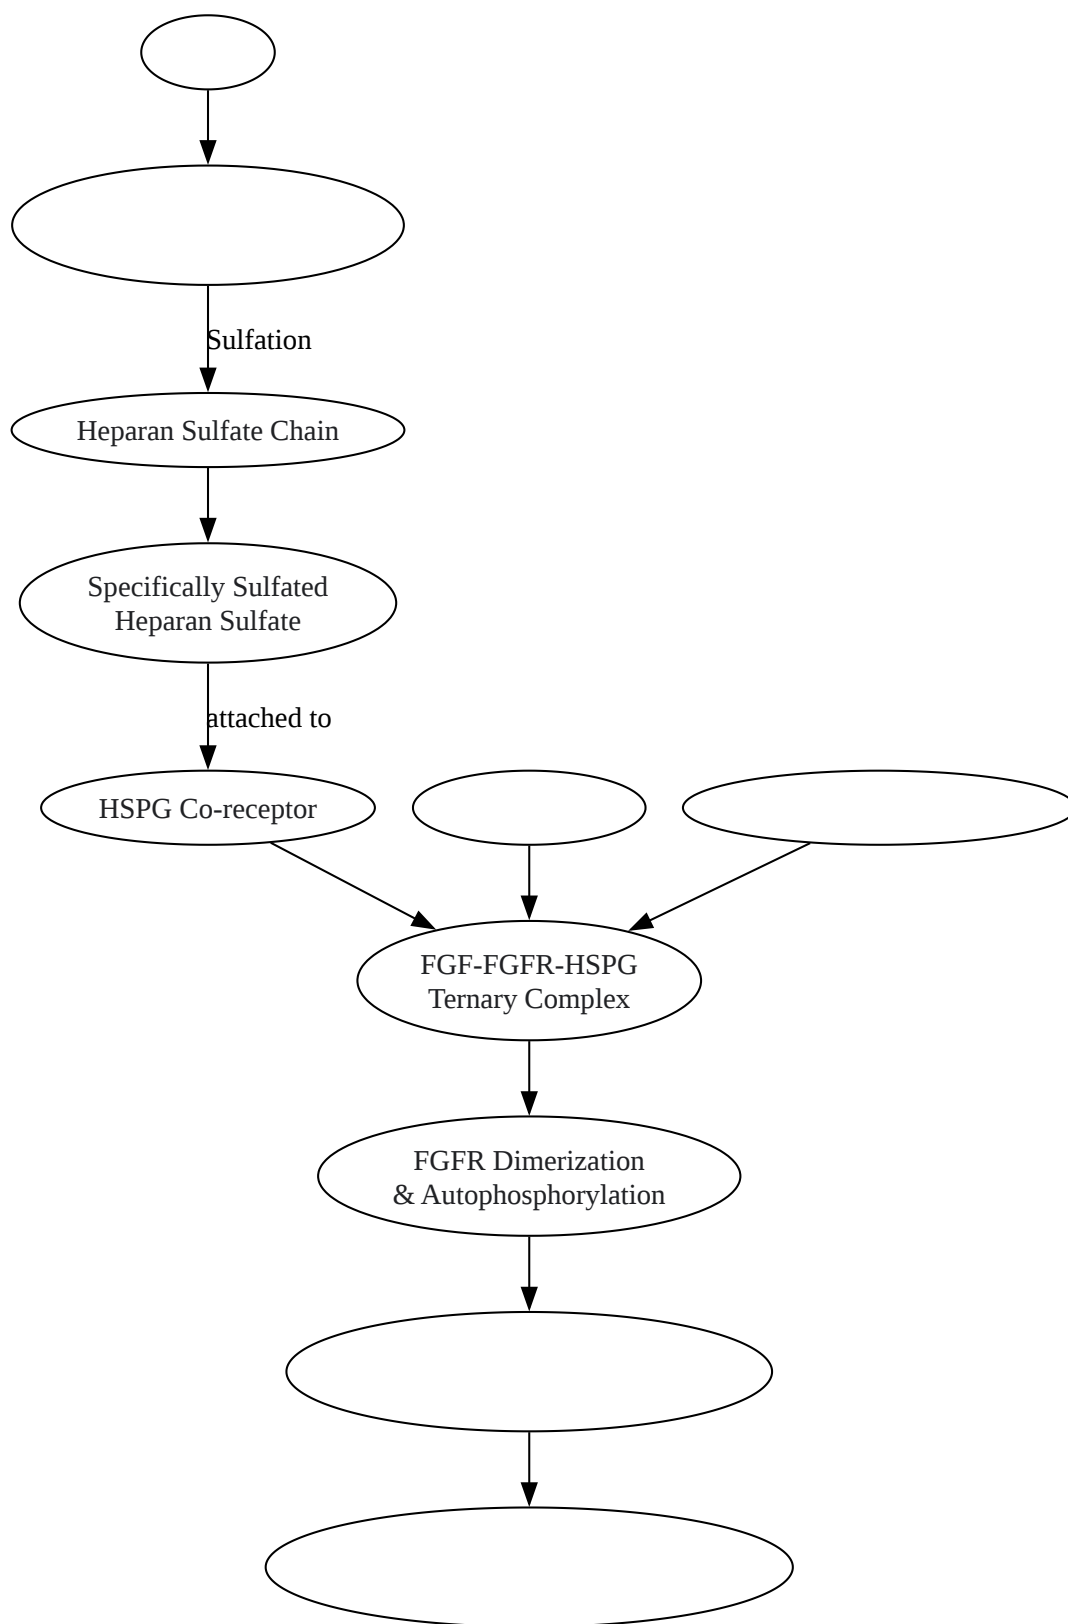 Sulfation
Heparan Sulfate Chain
Specifically Sulfated
Heparan Sulfate
attached to
HSPG Co-receptor
FGF-FGFR-HSPG
Ternary Complex
FGFR Dimerization
& Autophosphorylation